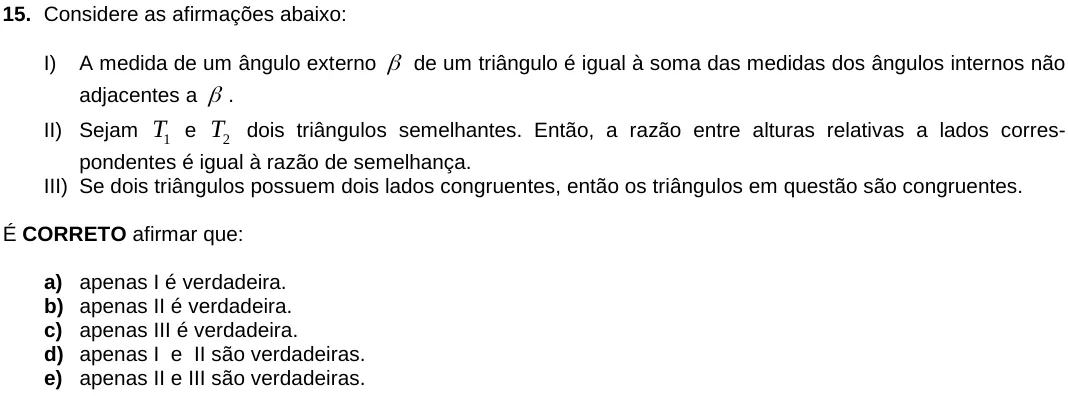 15. Considere as afirmações abaixo:
I) A medida de um ângulo externo β de um triângulo é igual à soma das medidas dos ângulos internos não
adjacentes a β .
II) Sejam T₁ e T₂ dois triângulos semelhantes. Então, a razão entre alturas relativas a lados corres-
pondentes é igual à razão de semelhança.
III) Se dois triângulos possuem dois lados congruentes, então os triângulos em questão são congruentes.
É CORRETO afirmar que:
a) apenas I é verdadeira.
b) apenas II é verdadeira.
c) apenas III é verdadeira.
d) apenas I e II são verdadeiras.
e) apenas II e III são verdadeiras.